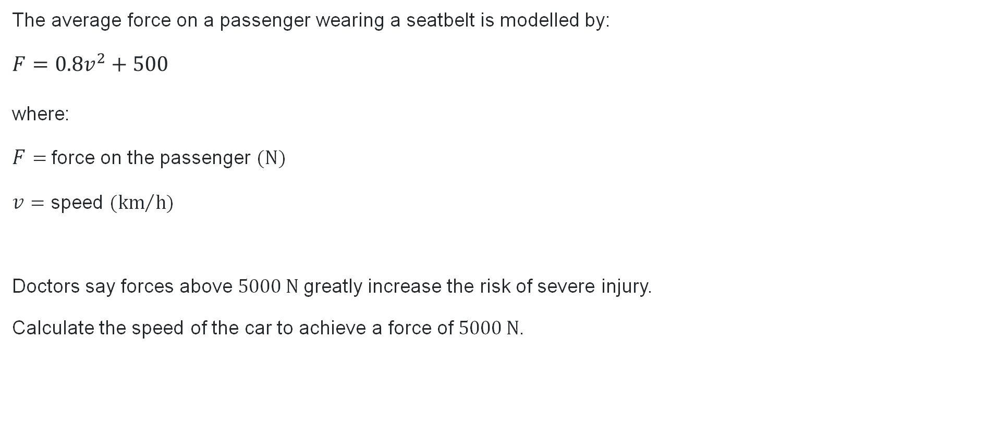 The average force on a passenger wearing a seatbelt is modelled by:
𝐹 = 0.8𝑣² + 500
where:
𝐹 = force on the passenger (N)
𝑣 = speed (km/h)
Doctors say forces above 5000 N greatly increase the risk of severe injury.
Calculate the speed of the car to achieve a force of 5000 N.